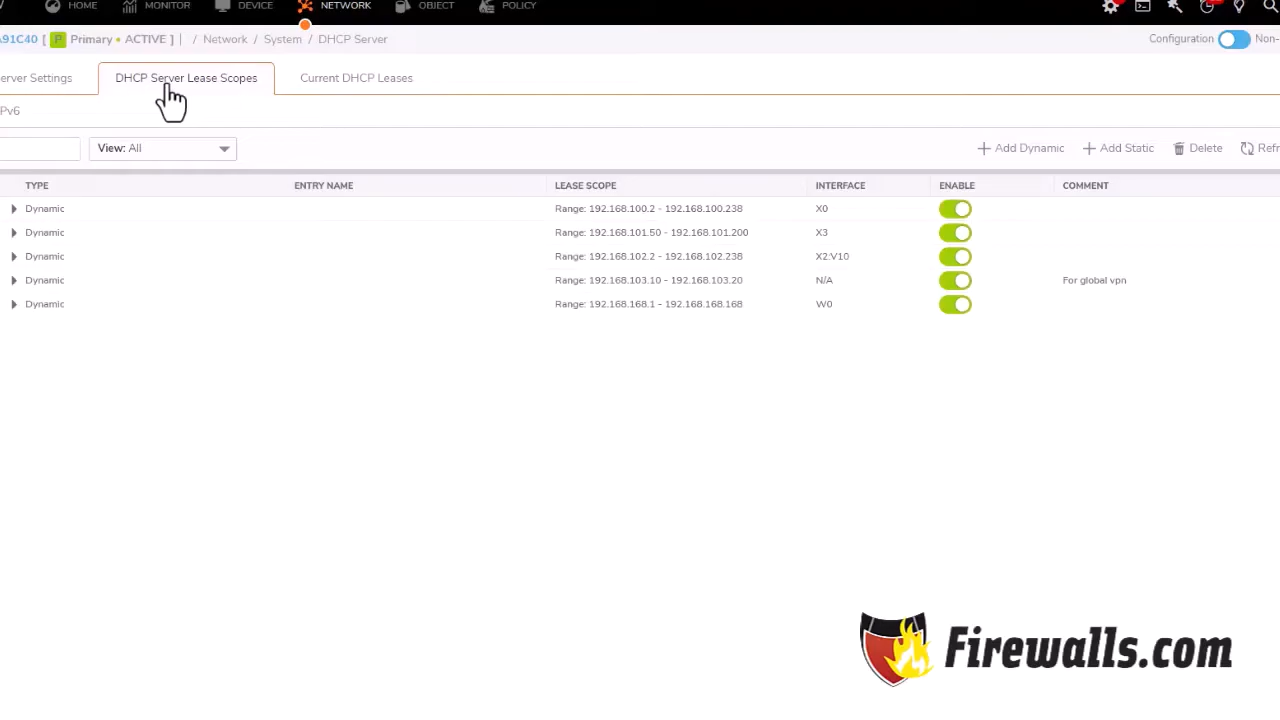 HOME MONITOR DEVICE NETWORK OBJECT POLICY
A91C40 [ P Primary • ACTIVE ] | / Network / System / DHCP Server Configuration Non-
erver Settings DHCP Server Lease Scopes Current DHCP Leases
Pv6
View: All + Add Dynamic + Add Static Delete Refr
TYPE ENTRY NAME LEASE SCOPE INTERFACE ENABLE COMMENT
Dynamic Range: 192.168.100.2 - 192.168.100.238 X0
Dynamic Range: 192.168.101.50 - 192.168.101.200 X3
Dynamic Range: 192.168.102.2 - 192.168.102.238 X2:V10
Dynamic Range: 192.168.103.10 - 192.168.103.20 N/A For global vpn
Dynamic Range: 192.168.168.1 - 192.168.168.168 W0
Firewalls.com